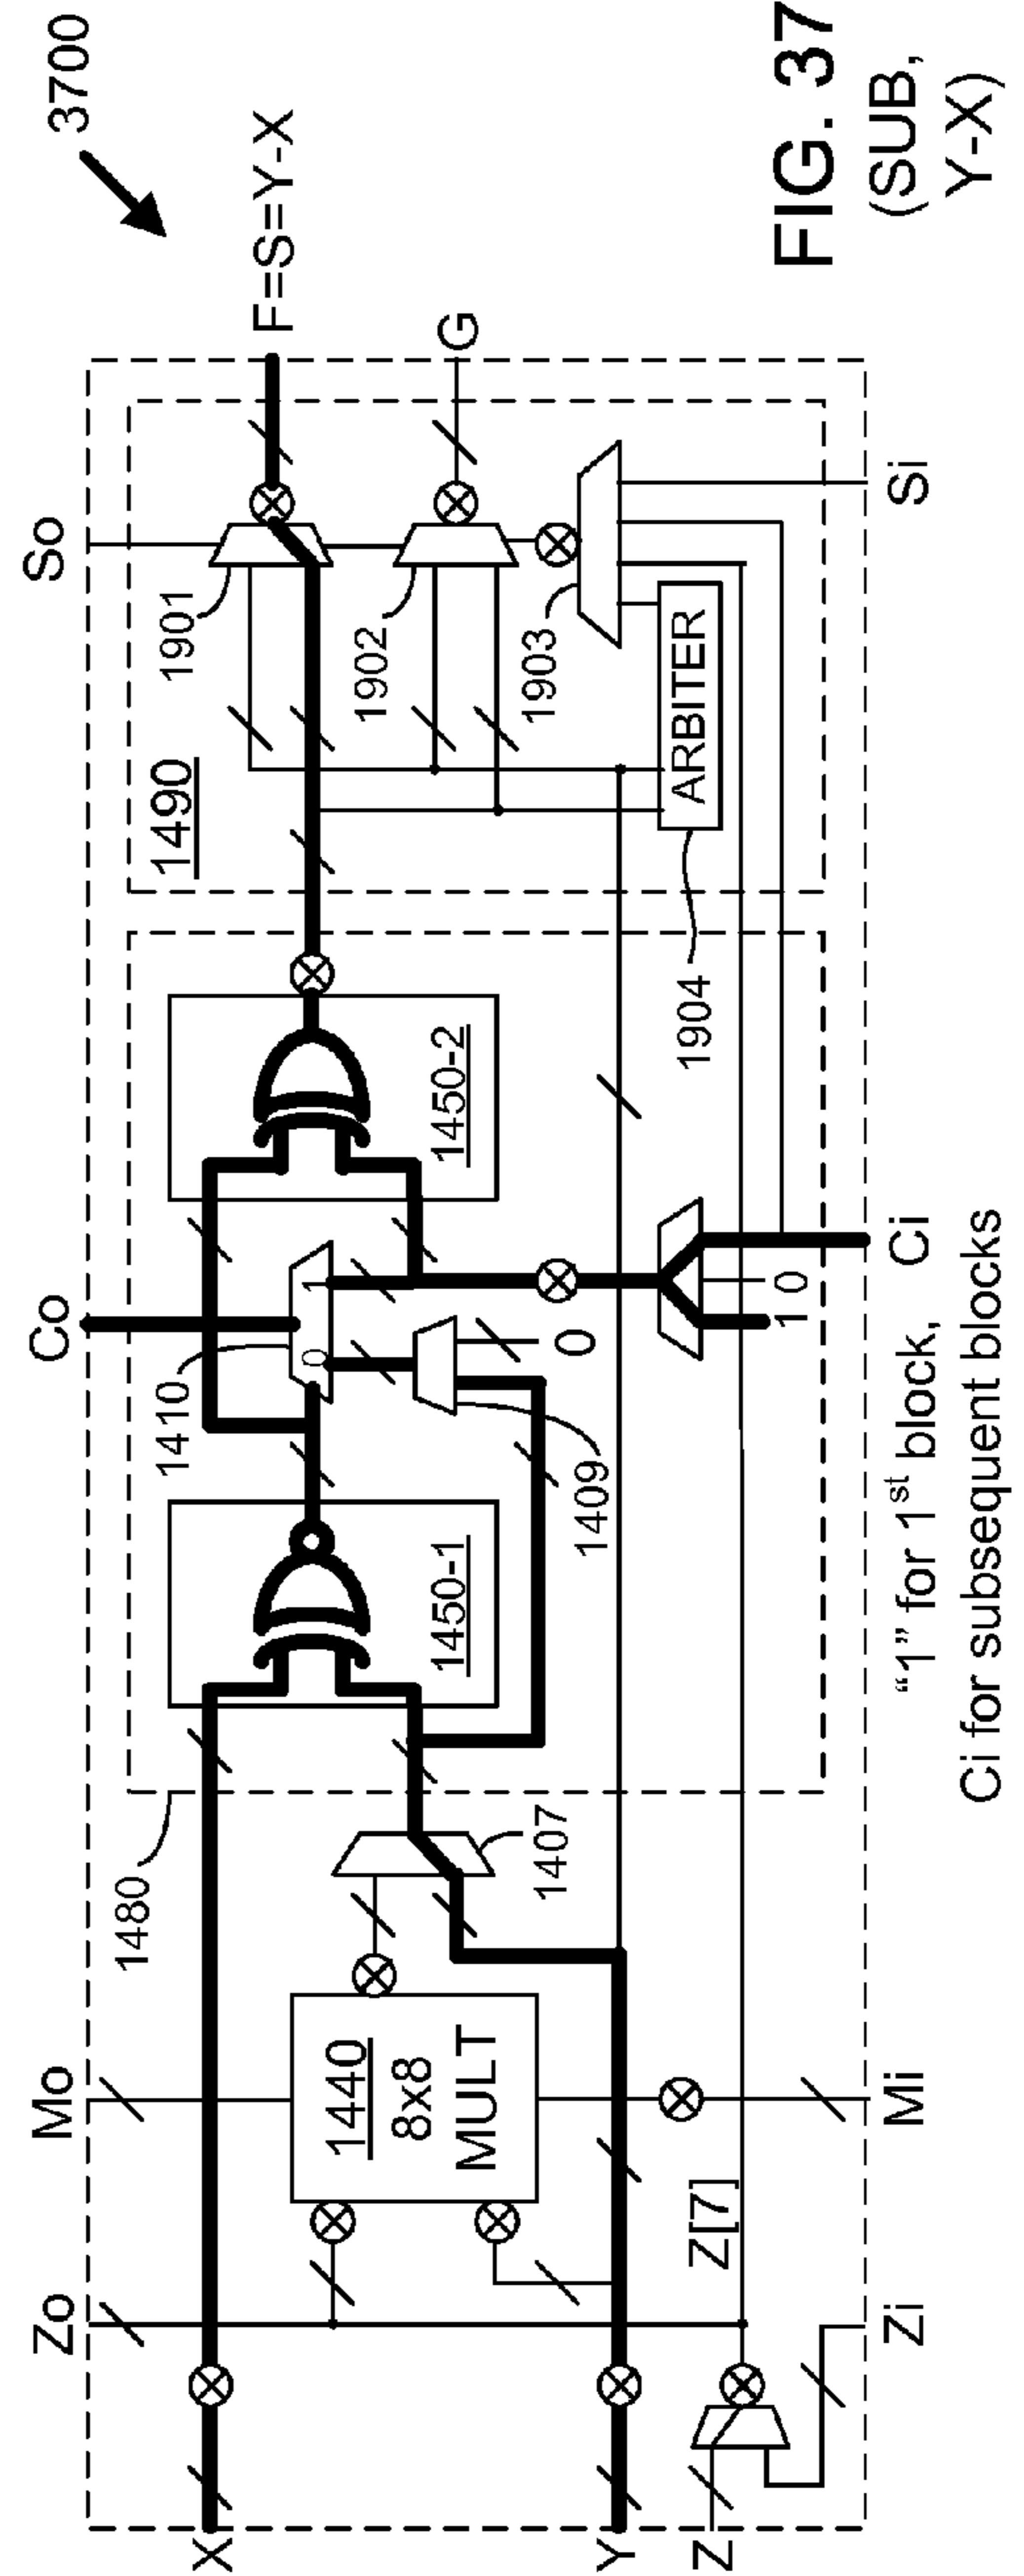 3700
Zo
Mo
Co
So
X
Y
Z
1480
1440
8x8
MULT
1407
1450-1
1410
0
1
1409
0
1450-2
1490
1901
1902
1903
1904
ARBITER
F=S=Y-X
G
Z[7]
1
0
Zi
Mi
Ci
Si
"1" for 1st block,
Ci for subsequent blocks
FIG. 37
(SUB,
Y-X)